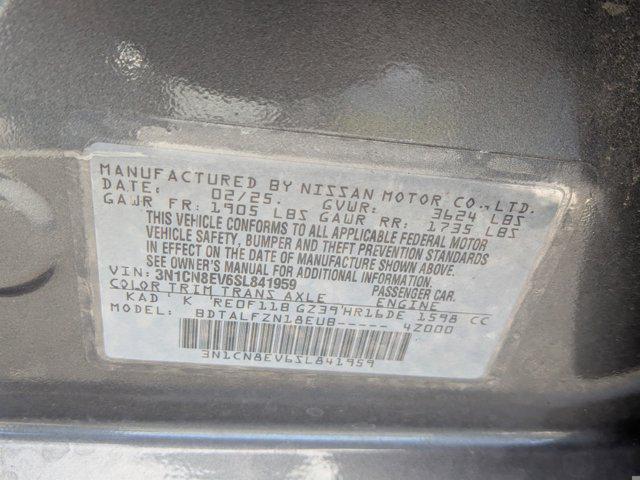 MANUFACTURED BY NISSAN MOTOR CO., LTD.
DATE: 02/25. GVWR: 3624 LBS
GAWR FR: 1905 LBS GAWR RR: 1735 LBS
THIS VEHICLE CONFORMS TO ALL APPLICABLE FEDERAL MOTOR
VEHICLE SAFETY, BUMPER AND THEFT PREVENTION STANDARDS
IN EFFECT ON THE DATE OF MANUFACTURE SHOWN ABOVE.
SEE OWNER'S MANUAL FOR ADDITIONAL INFORMATION.
VIN: 3N1CN8EV6SL841959 PASSENGER CAR
COLOR TRIM TRANS AXLE ENGINE
KAD K RE0F11B GZ39 HR16DE 1598 CC
MODEL: BDTALFZN18EUB----- 42000
3N1CN8EV6SL841959